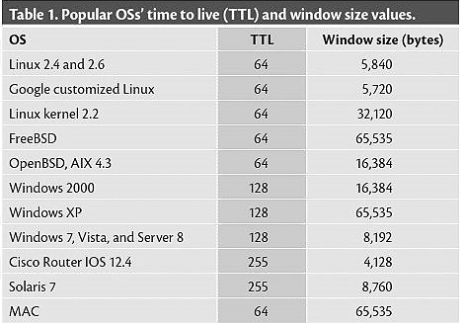 Table 1. Popular OSs' time to live (TTL) and window size values.
OS TTL Window size (bytes)
Linux 2.4 and 2.6 64 5,840
Google customized Linux 64 5,720
Linux kernel 2.2 64 32,120
FreeBSD 64 65,535
OpenBSD, AIX 4.3 64 16,384
Windows 2000 128 16,384
Windows XP 128 65,535
Windows 7, Vista, and Server 8 128 8,192
Cisco Router IOS 12.4 255 4,128
Solaris 7 255 8,760
MAC 64 65,535